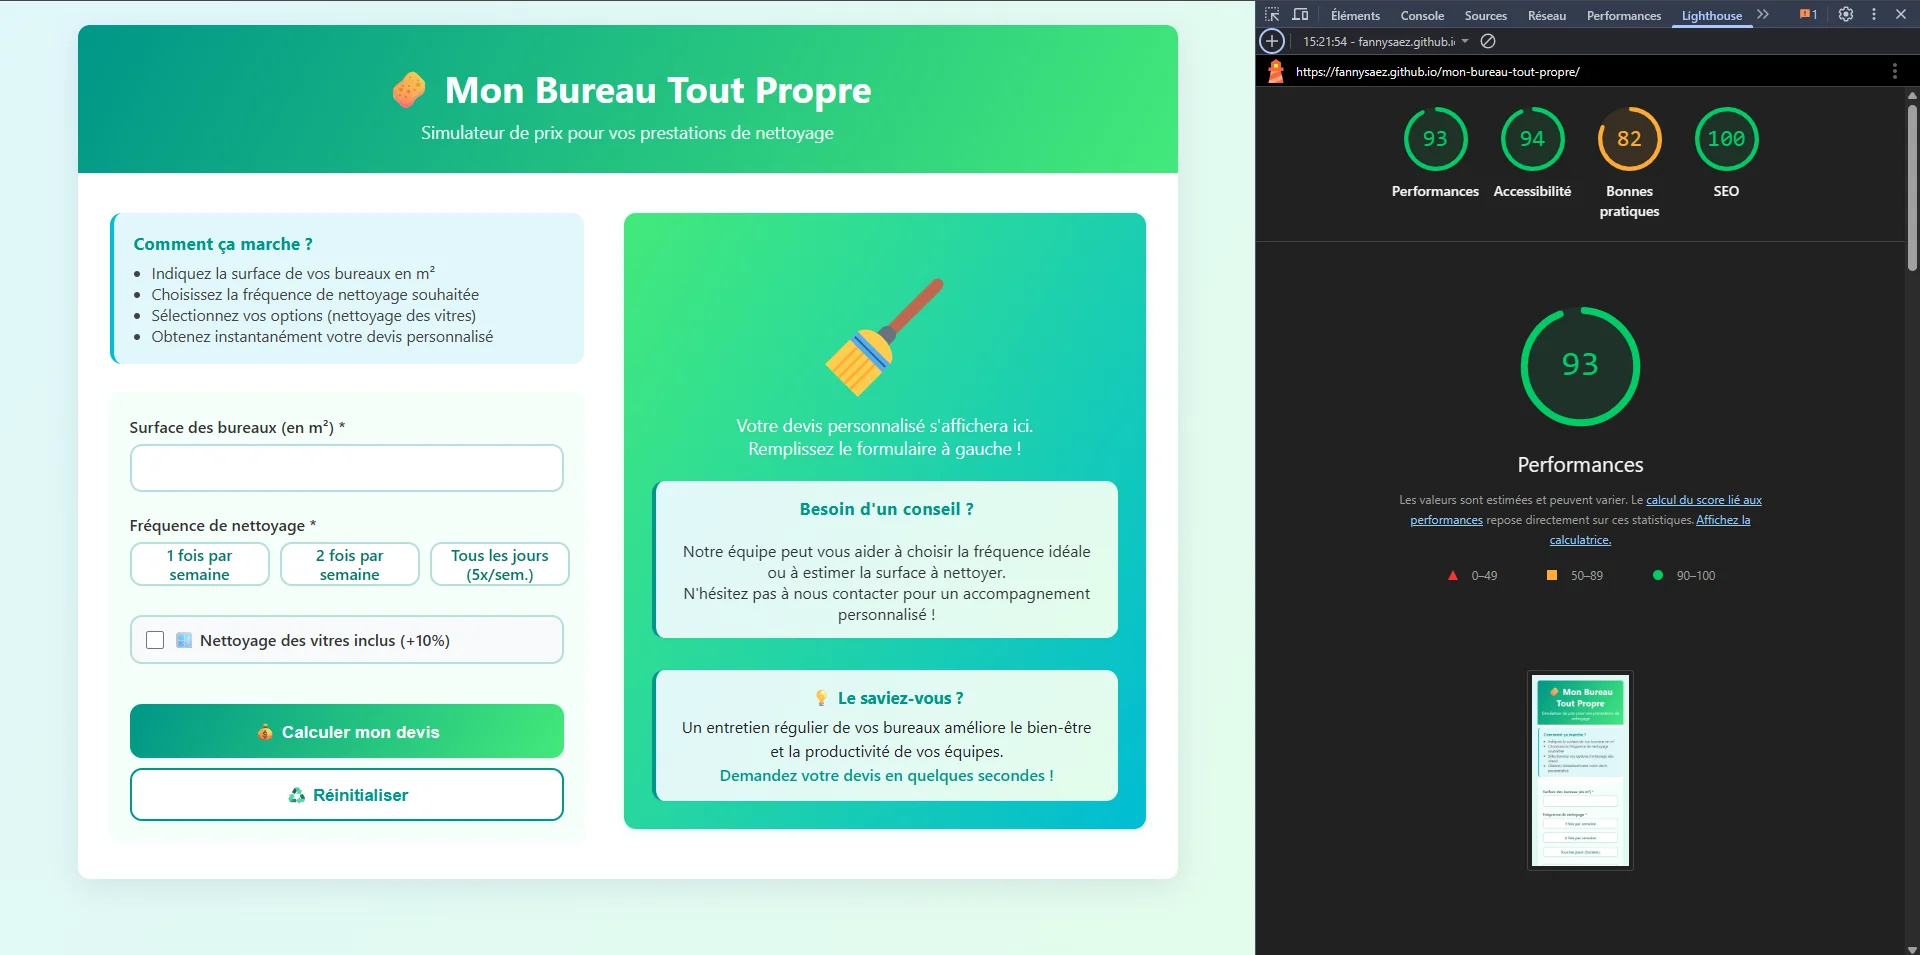 Mon Bureau Tout Propre
Simulateur de prix pour vos prestations de nettoyage
Comment ça marche ?
Indiquez la surface de vos bureaux en m²
Choisissez la fréquence de nettoyage souhaitée
Sélectionnez vos options (nettoyage des vitres)
Obtenez instantanément votre devis personnalisé
Surface des bureaux (en m²) *
Fréquence de nettoyage *
1 fois par
semaine
2 fois par
semaine
Tous les jours
(5x/sem.)
Nettoyage des vitres inclus (+10%)
Calculer mon devis
Réinitialiser
Votre devis personnalisé s'affichera ici.
Remplissez le formulaire à gauche !
Besoin d'un conseil ?
Notre équipe peut vous aider à choisir la fréquence idéale
ou à estimer la surface à nettoyer.
N'hésitez pas à nous contacter pour un accompagnement
personnalisé !
Le saviez-vous ?
Un entretien régulier de vos bureaux améliore le bien-être
et la productivité de vos équipes.
Demandez votre devis en quelques secondes !
Éléments Console Sources Réseau Performances Lighthouse 1
15:21:54 - fannysaez.github.i
https://fannysaez.github.io/mon-bureau-tout-propre/
93 94 82 100
Performances Accessibilité Bonnes pratiques SEO
93
Performances
Les valeurs sont estimées et peuvent varier. Le calcul du score lié aux
performances repose directement sur ces statistiques. Affichez la
calculatrice.
0–49 50–89 90–100
Mon Bureau
Tout Propre